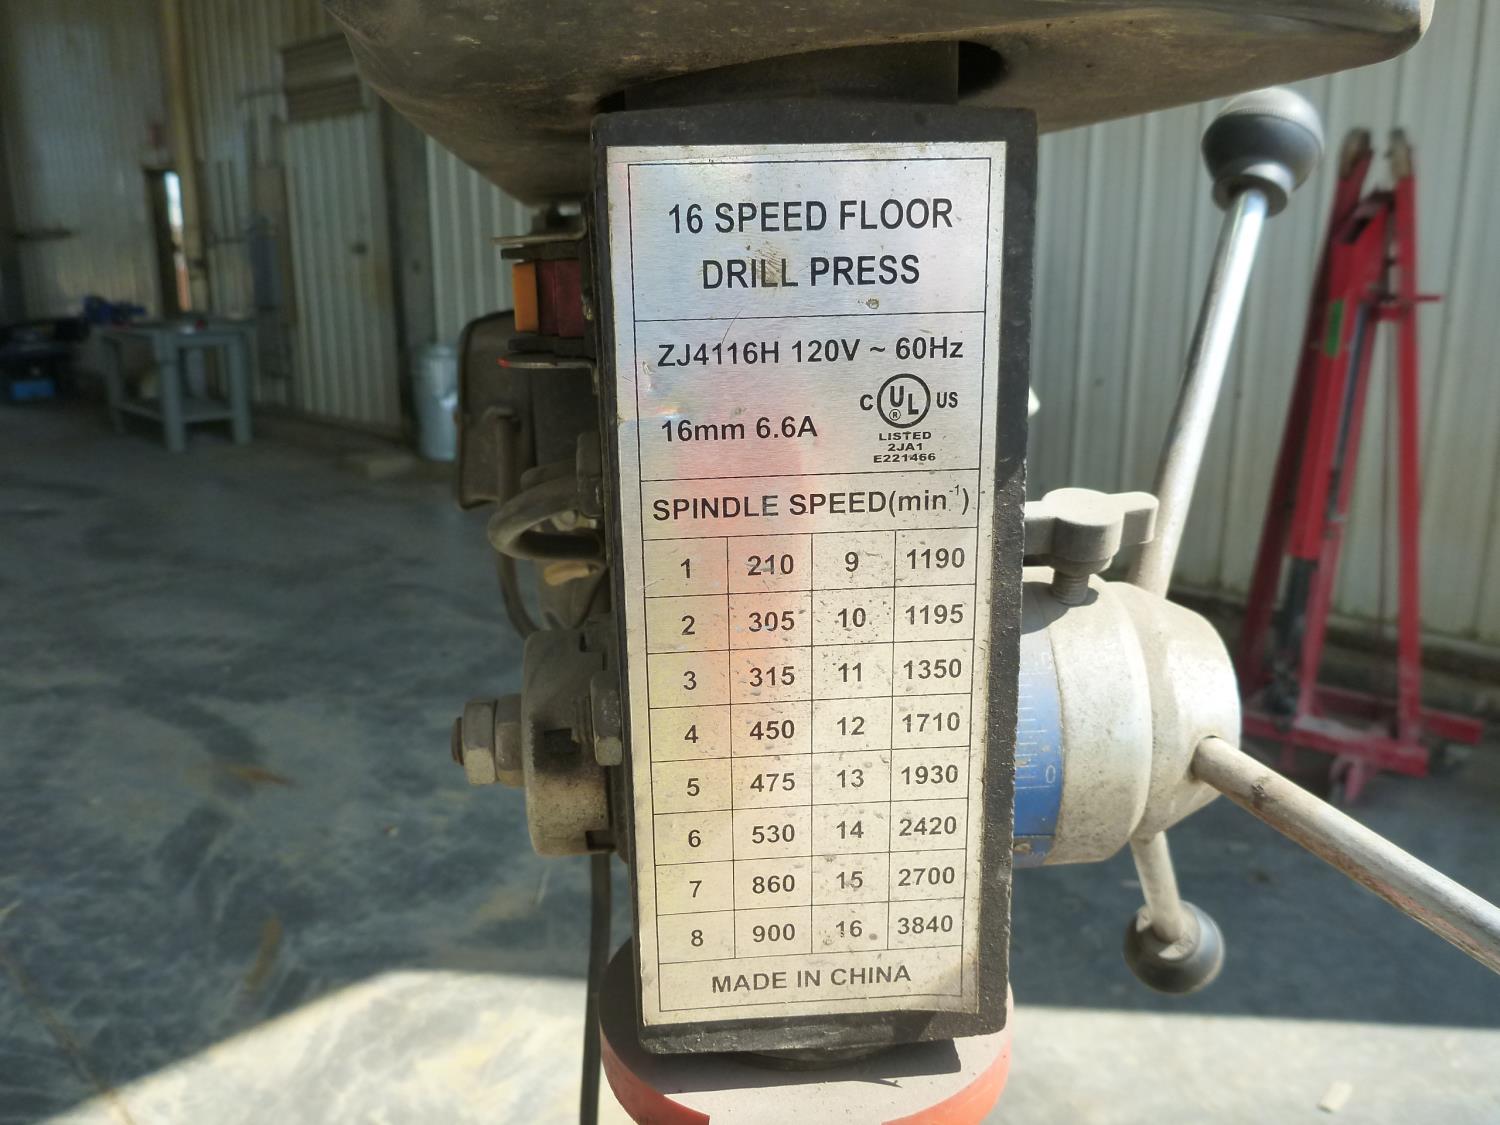 16 SPEED FLOOR
DRILL PRESS
ZJ4116H 120V ~ 60Hz
16mm 6.6A
C UL ® US
LISTED
2JA1
E221466
SPINDLE SPEED(min⁻¹)
1 210 9 1190
2 305 10 1195
3 315 11 1350
4 450 12 1710
5 475 13 1930
6 530 14 2420
7 860 15 2700
8 900 16 3840
MADE IN CHINA
0